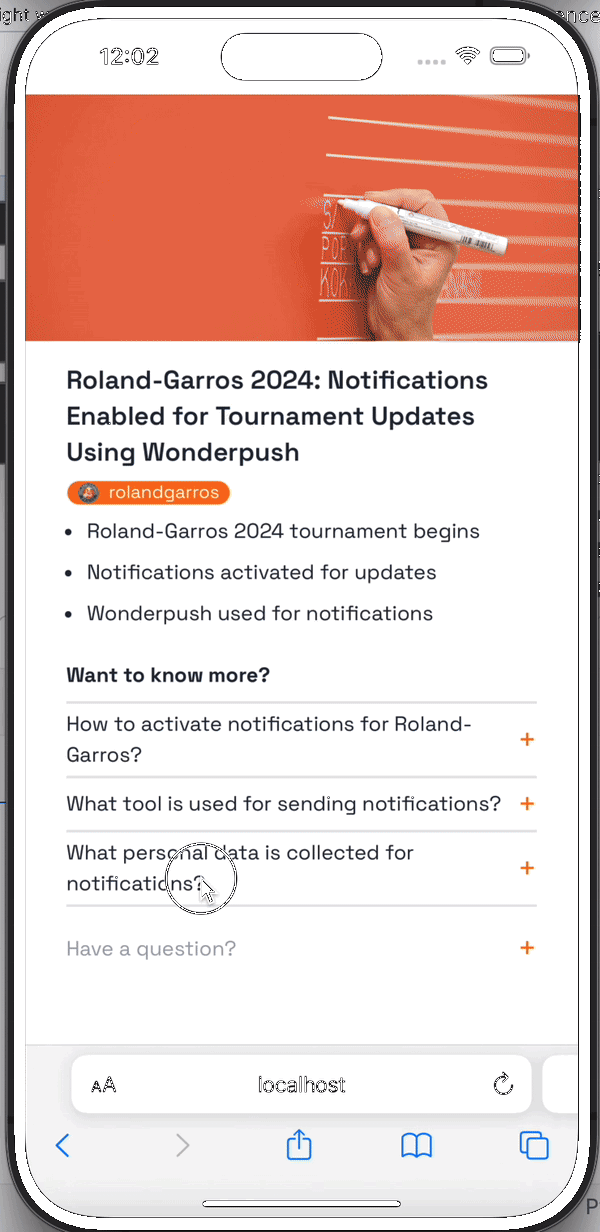 12:02
S/
POP
KOK
Roland-Garros 2024: Notifications
Enabled for Tournament Updates
Using Wonderpush
rolandgarros
• Roland-Garros 2024 tournament begins
• Notifications activated for updates
• Wonderpush used for notifications
Want to know more?
How to activate notifications for Roland-
Garros?
+
What tool is used for sending notifications? +
What personal data is collected for
notifications?
+
Have a question? +
AA localhost